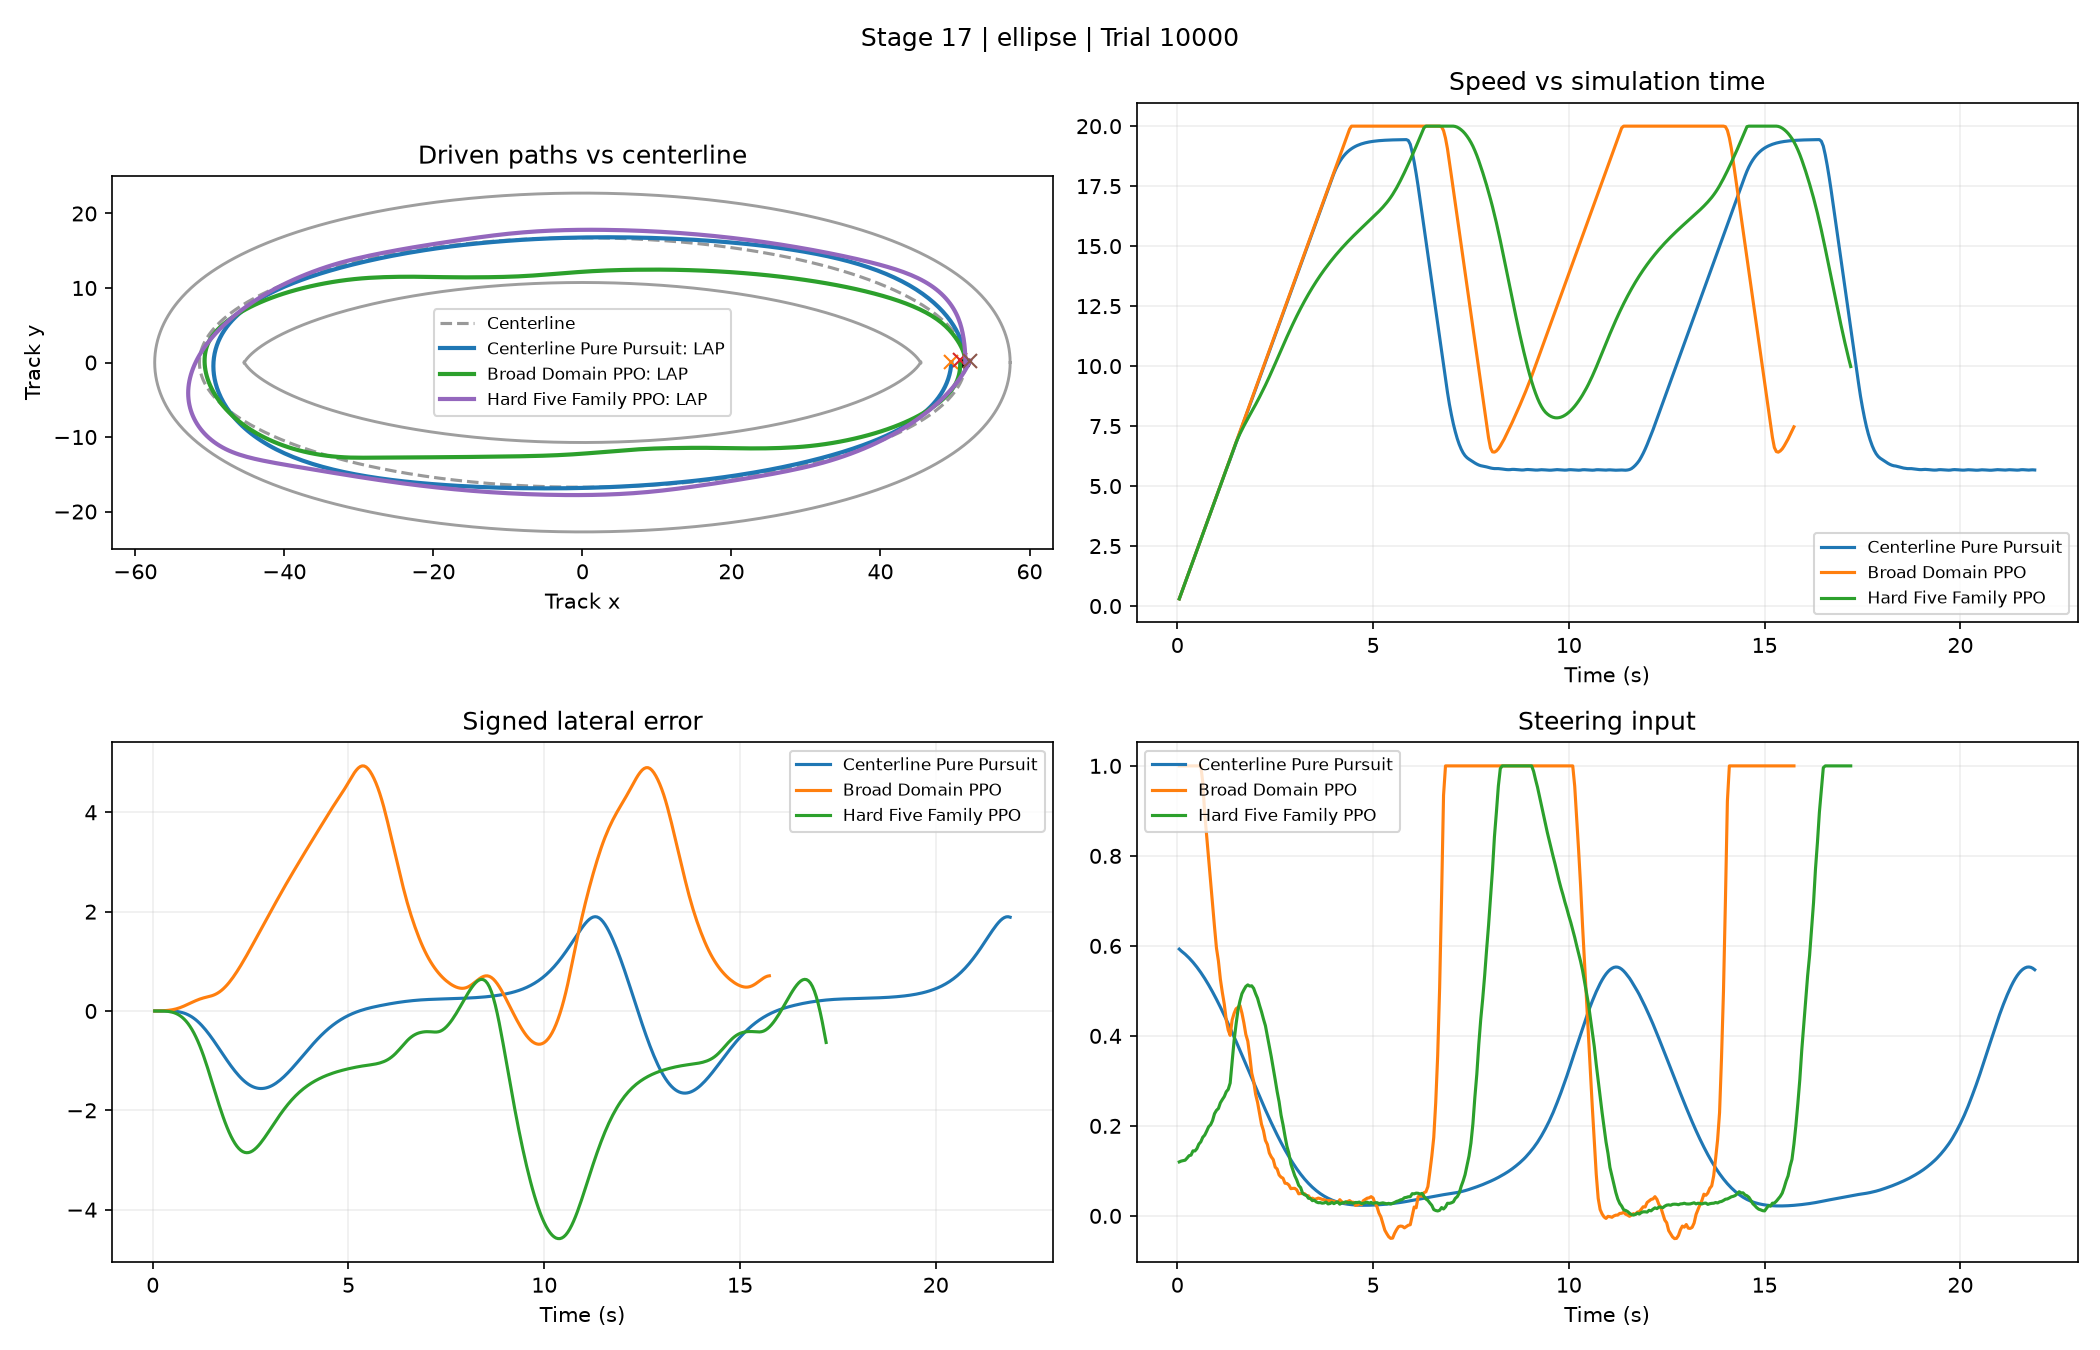 Stage 17 | ellipse | Trial 10000
Driven paths vs centerline
20
10
0
−10
−20
Track y
Centerline
Centerline Pure Pursuit: LAP
Broad Domain PPO: LAP
Hard Five Family PPO: LAP
−60
−40
−20
0
20
40
60
Track x
Speed vs simulation time
20.0
17.5
15.0
12.5
10.0
7.5
5.0
2.5
0.0
Centerline Pure Pursuit
Broad Domain PPO
Hard Five Family PPO
0
5
10
15
20
Time (s)
Signed lateral error
4
2
0
−2
−4
Centerline Pure Pursuit
Broad Domain PPO
Hard Five Family PPO
0
5
10
15
20
Time (s)
Steering input
1.0
0.8
0.6
0.4
0.2
0.0
Centerline Pure Pursuit
Broad Domain PPO
Hard Five Family PPO
0
5
10
15
20
Time (s)